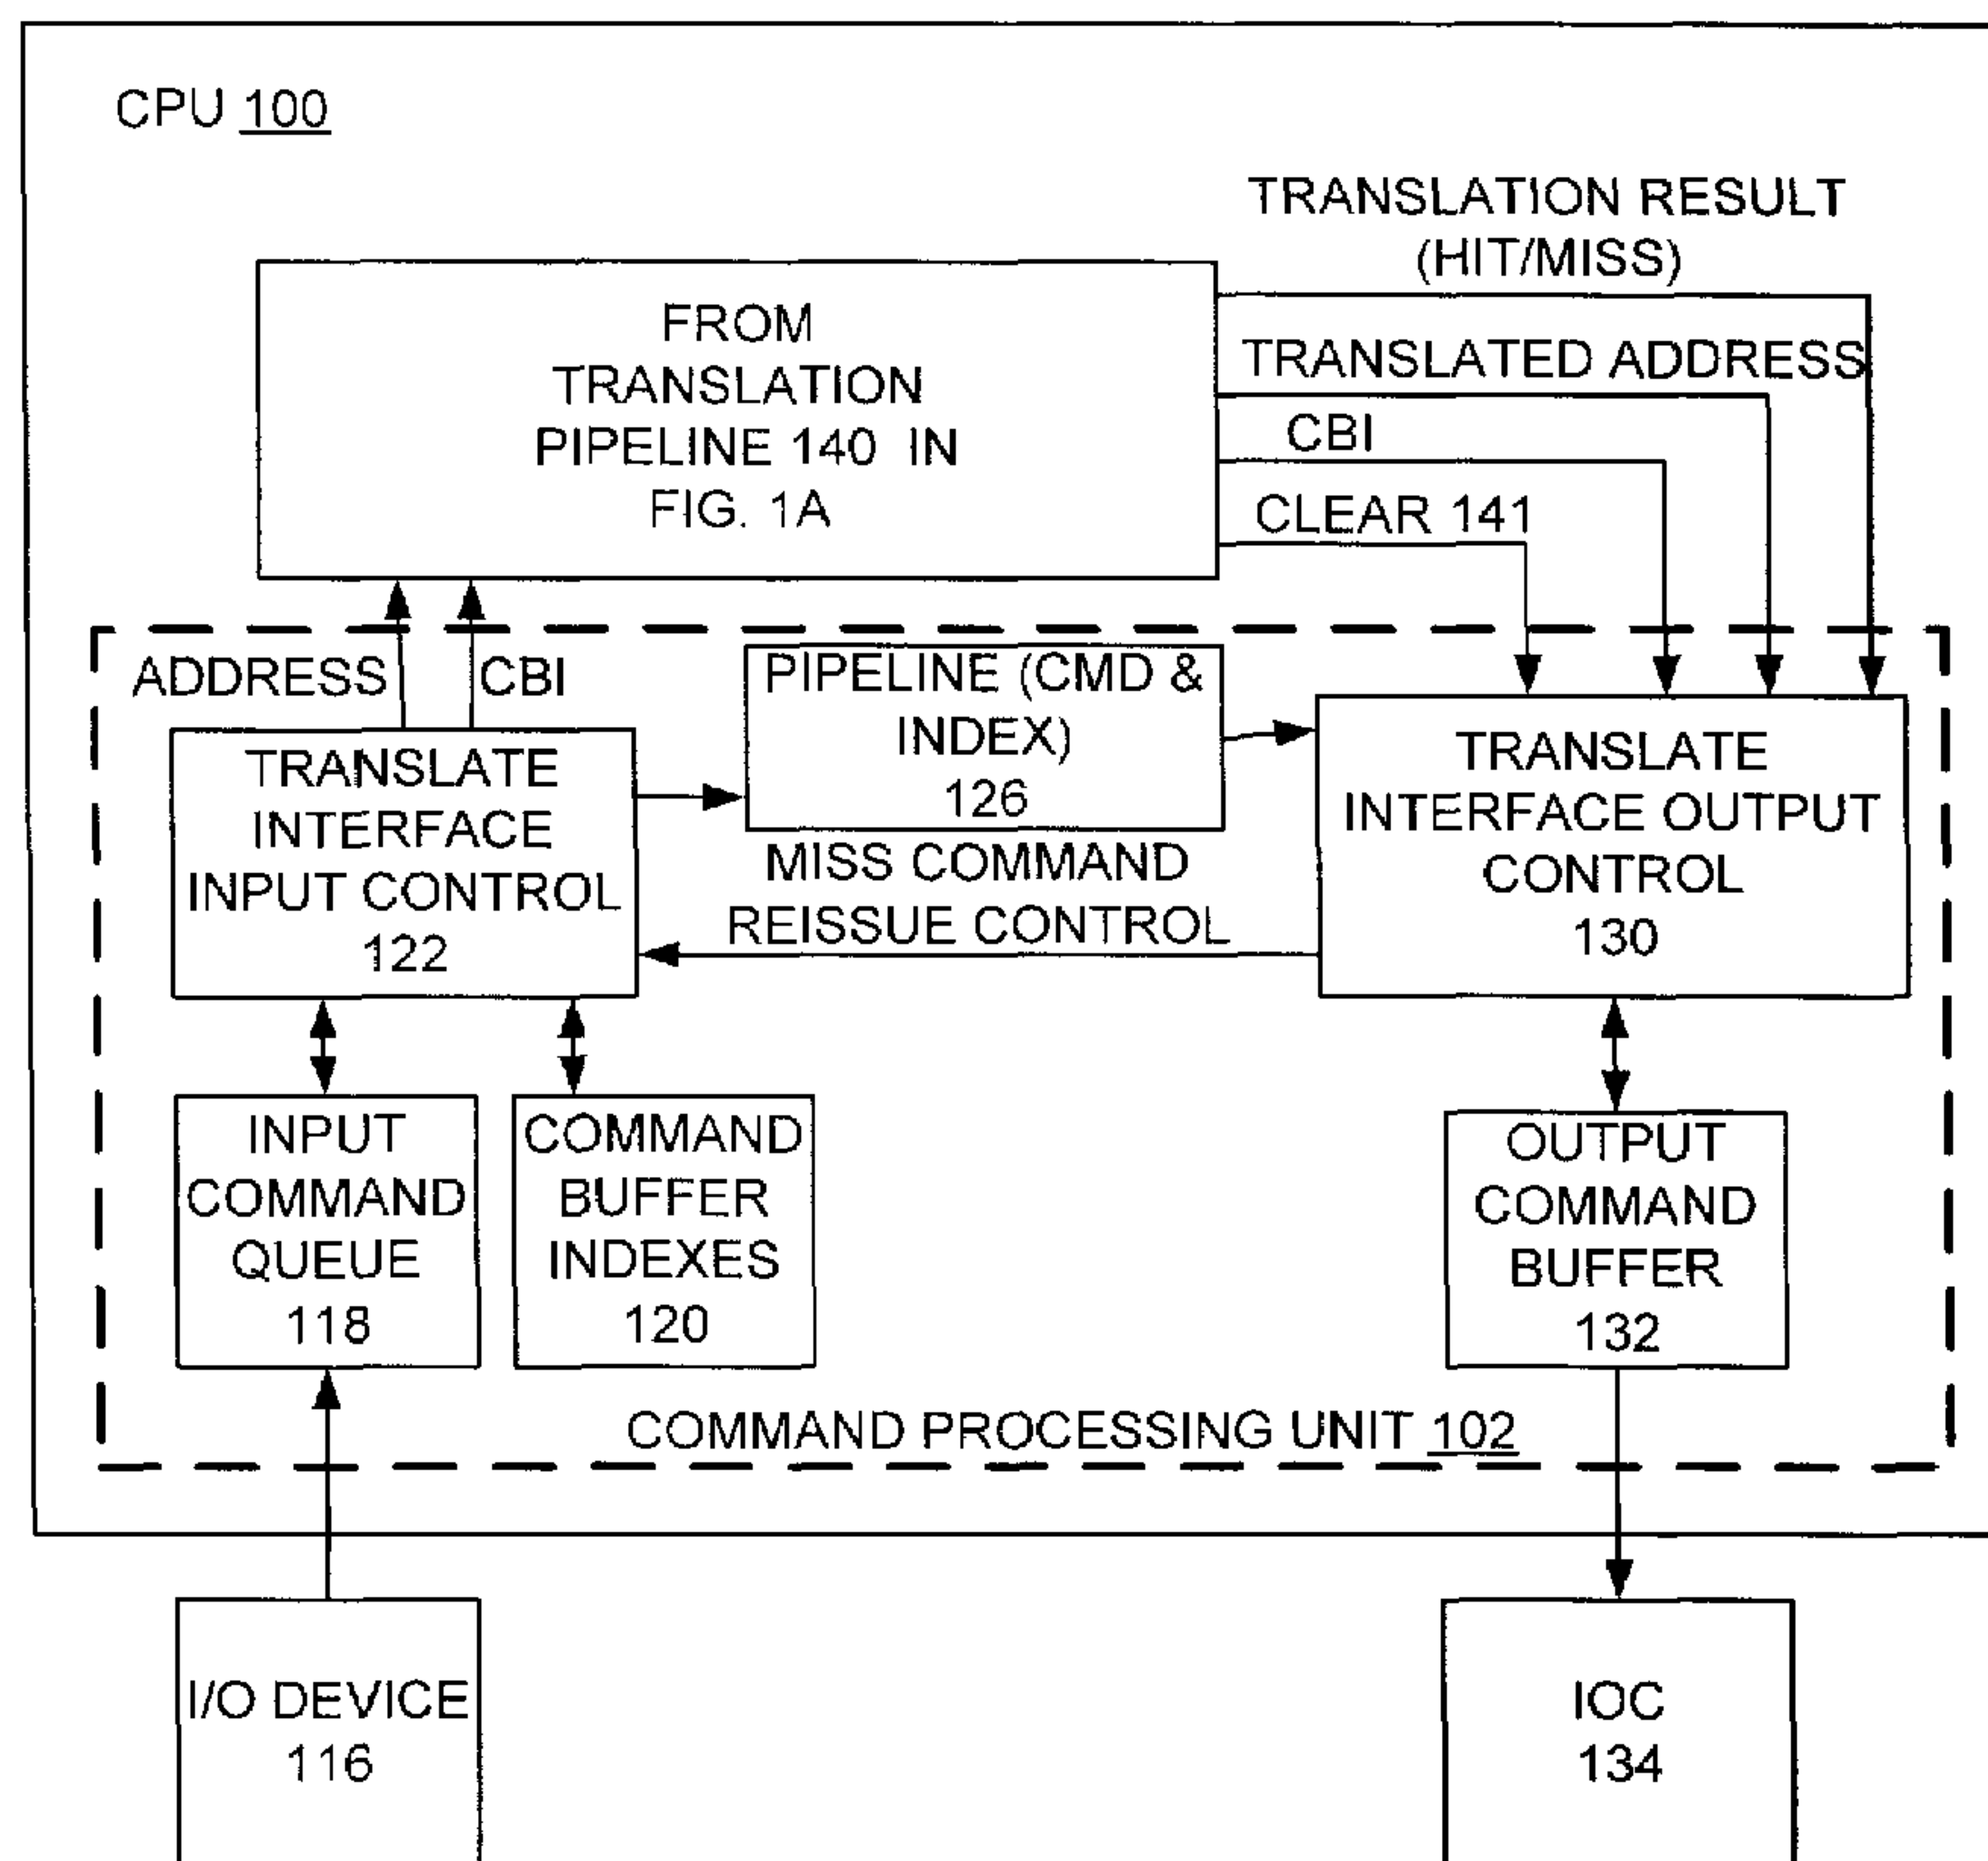 CPU 100
TRANSLATION RESULT
(HIT/MISS)
FROM
TRANSLATION
PIPELINE 140 IN
FIG. 1A
TRANSLATED ADDRESS
CBI
CLEAR 141
ADDRESS
CBI
PIPELINE (CMD &
INDEX)
126
TRANSLATE
INTERFACE
INPUT CONTROL
122
MISS COMMAND
REISSUE CONTROL
TRANSLATE
INTERFACE OUTPUT
CONTROL
130
INPUT
COMMAND
QUEUE
118
COMMAND
BUFFER
INDEXES
120
OUTPUT
COMMAND
BUFFER
132
COMMAND PROCESSING UNIT 102
I/O DEVICE
116
IOC
134